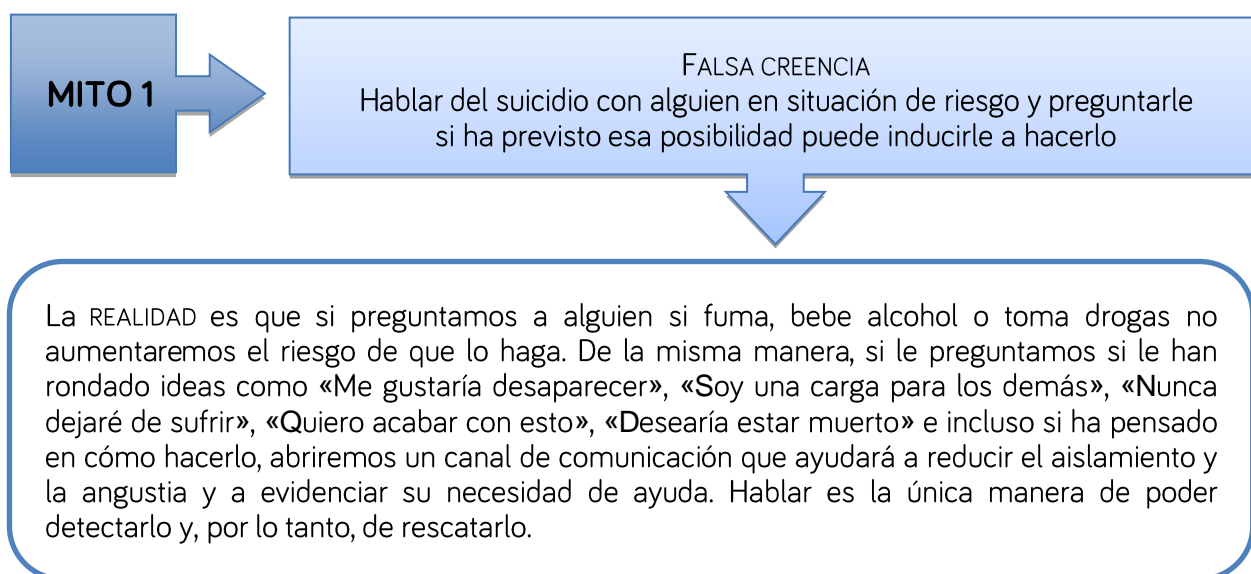 MITO 1
FALSA CREENCIA
Hablar del suicidio con alguien en situación de riesgo y preguntarle
si ha previsto esa posibilidad puede inducirle a hacerlo
La REALIDAD es que si preguntamos a alguien si fuma, bebe alcohol o toma drogas no
aumentaremos el riesgo de que lo haga. De la misma manera, si le preguntamos si le han
rondado ideas como «Me gustaría desaparecer», «Soy una carga para los demás», «Nunca
dejaré de sufrir», «Quiero acabar con esto», «Desearía estar muerto» e incluso si ha pensado
en cómo hacerlo, abriremos un canal de comunicación que ayudará a reducir el aislamiento y
la angustia y a evidenciar su necesidad de ayuda. Hablar es la única manera de poder
detectarlo y, por lo tanto, de rescatarlo.